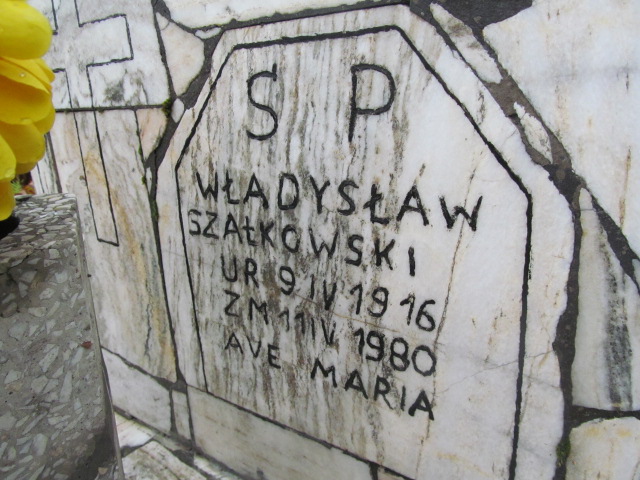 S P
WŁADYSŁAW
SZAŁKOWSKI
UR 9 IV 1916
ZM 11 IV 1980
AVE MARIA